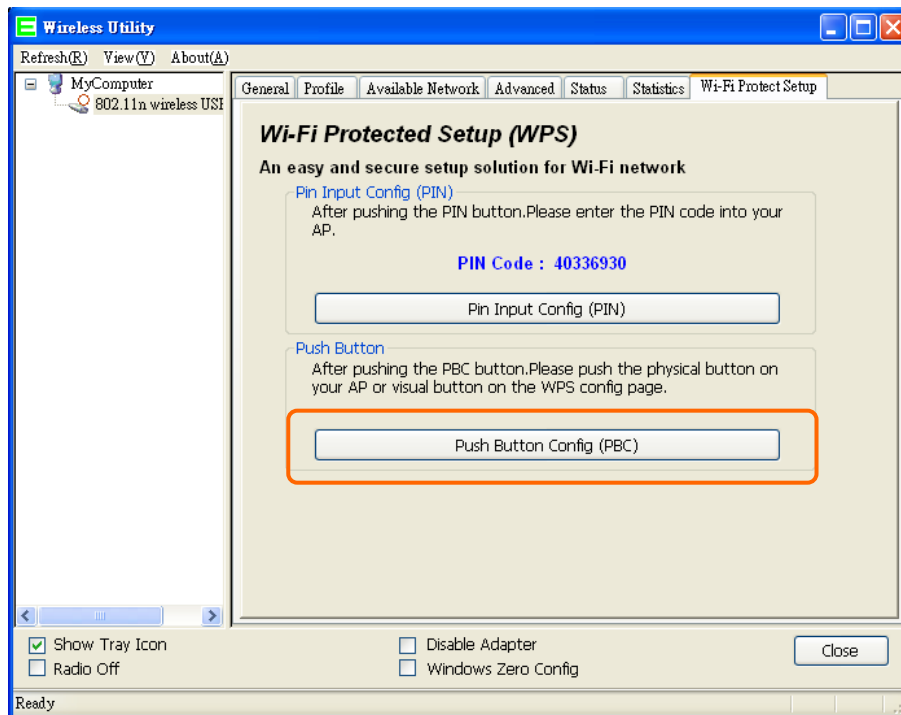 Wireless Utility
Refresh(R) View(V) About(A)
MyComputer
802.11n wireless USB
General Profile Available Network Advanced Status Statistics Wi-Fi Protect Setup
Wi-Fi Protected Setup (WPS)
An easy and secure setup solution for Wi-Fi network
Pin Input Config (PIN)
After pushing the PIN button.Please enter the PIN code into your
AP.
PIN Code : 40336930
Pin Input Config (PIN)
Push Button
After pushing the PBC button.Please push the physical button on
your AP or visual button on the WPS config page.
Push Button Config (PBC)
Show Tray Icon
Disable Adapter
Close
Radio Off
Windows Zero Config
Ready